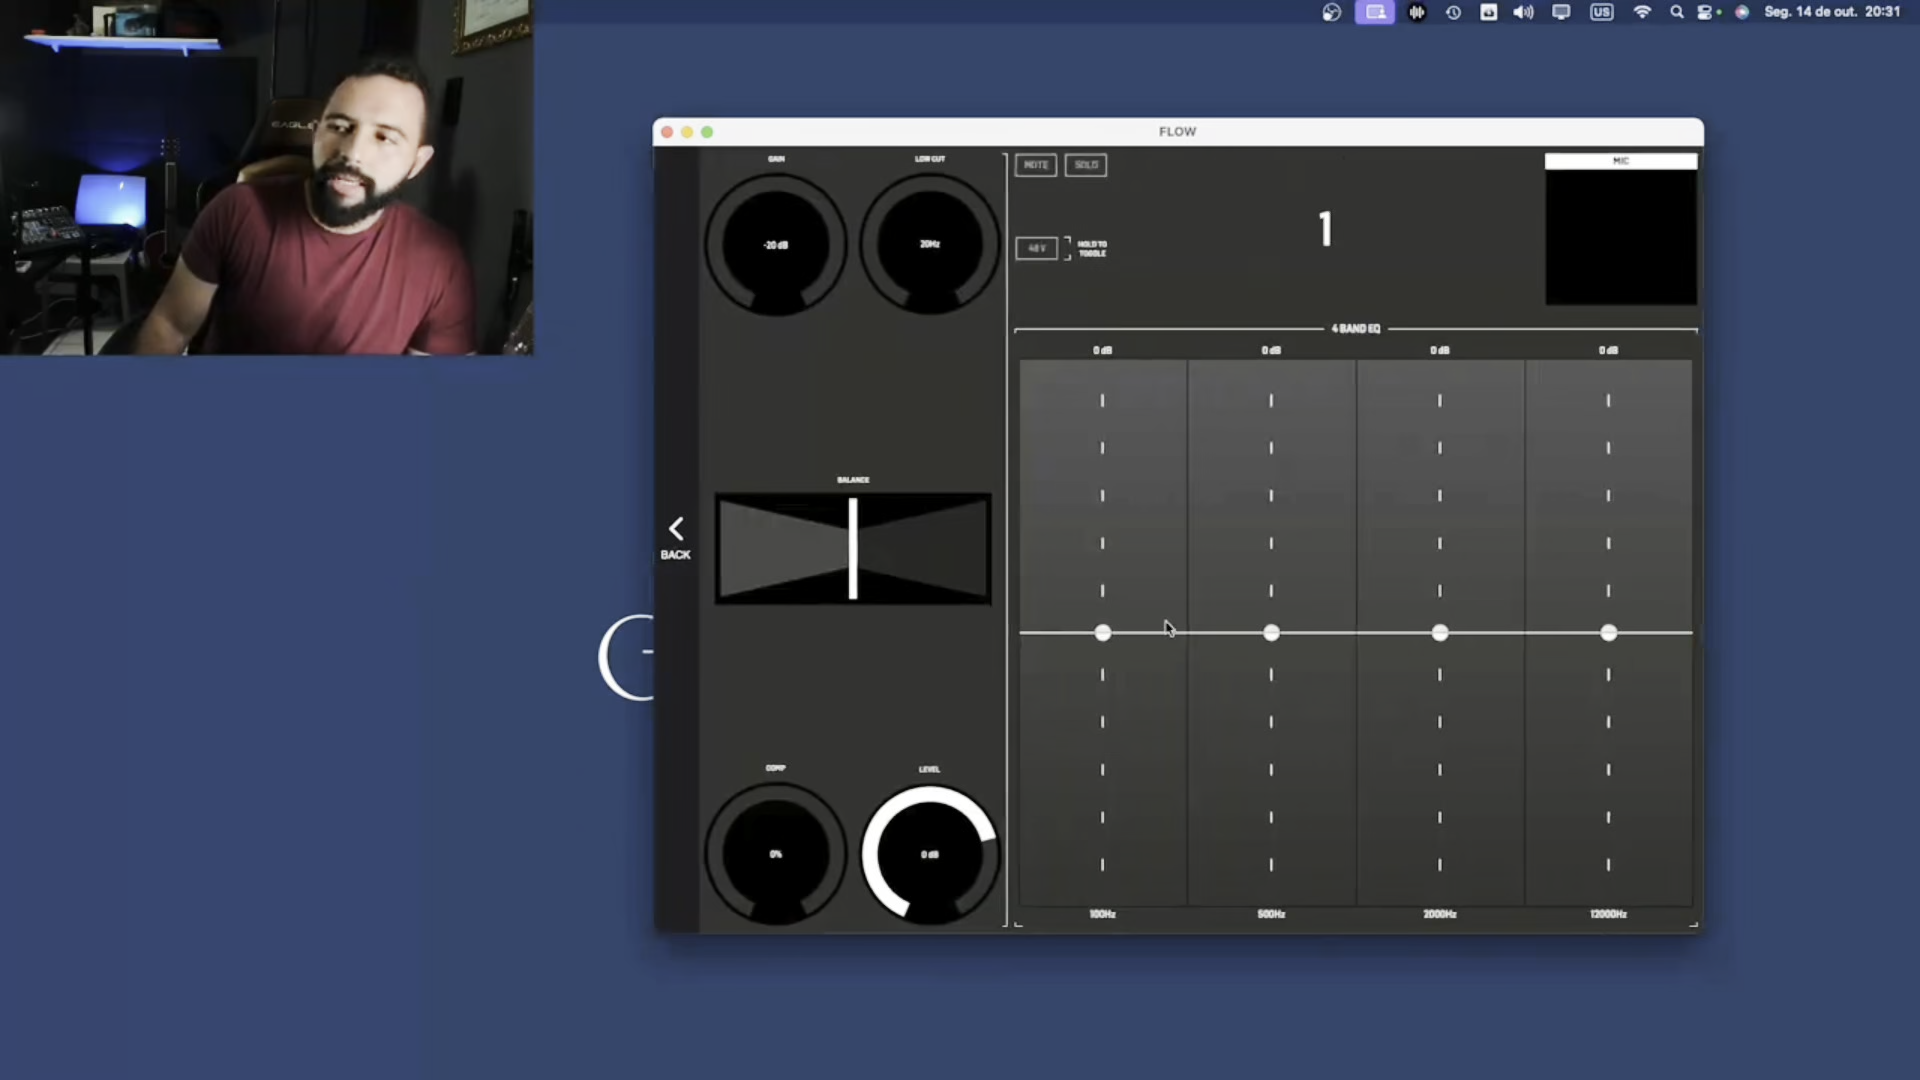 Seg. 14 de out. 20:31
US
EAGLE
FLOW
GAIN
LOW CUT
MUTE
SOLO
MIC
-20 dB
20Hz
1
48V
HOLD TO
TOGGLE
4 BAND EQ
0 dB
0 dB
0 dB
0 dB
BALANCE
BACK
COMP
LEVEL
0%
0 dB
100Hz
500Hz
2000Hz
12000Hz